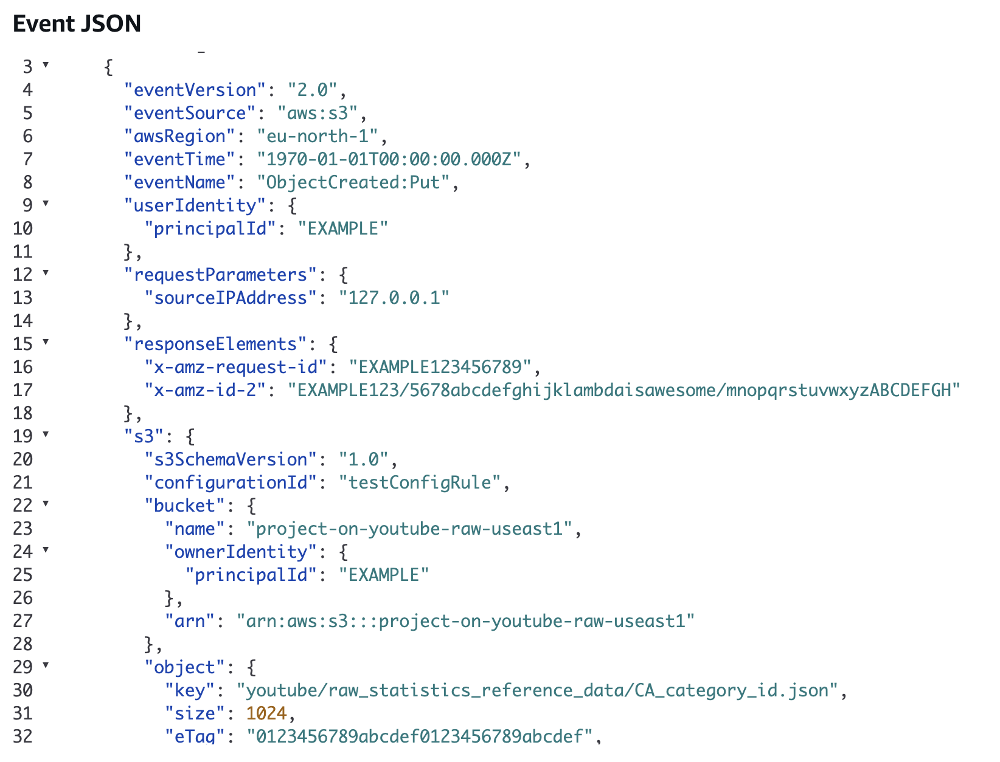 Event JSON
3 {
4 "eventVersion": "2.0",
5 "eventSource": "aws:s3",
6 "awsRegion": "eu-north-1",
7 "eventTime": "1970-01-01T00:00:00.000Z",
8 "eventName": "ObjectCreated:Put",
9 "userIdentity": {
10 "principalId": "EXAMPLE"
11 },
12 "requestParameters": {
13 "sourceIPAddress": "127.0.0.1"
14 },
15 "responseElements": {
16 "x-amz-request-id": "EXAMPLE123456789",
17 "x-amz-id-2": "EXAMPLE123/5678abcdefghijklambdaisawesome/mnopqrstuvwxyzABCDEFGH"
18 },
19 "s3": {
20 "s3SchemaVersion": "1.0",
21 "configurationId": "testConfigRule",
22 "bucket": {
23 "name": "project-on-youtube-raw-useast1",
24 "ownerIdentity": {
25 "principalId": "EXAMPLE"
26 },
27 "arn": "arn:aws:s3:::project-on-youtube-raw-useast1"
28 },
29 "object": {
30 "key": "youtube/raw_statistics_reference_data/CA_category_id.json",
31 "size": 1024,
32 "eTag": "0123456789abcdef0123456789abcdef",